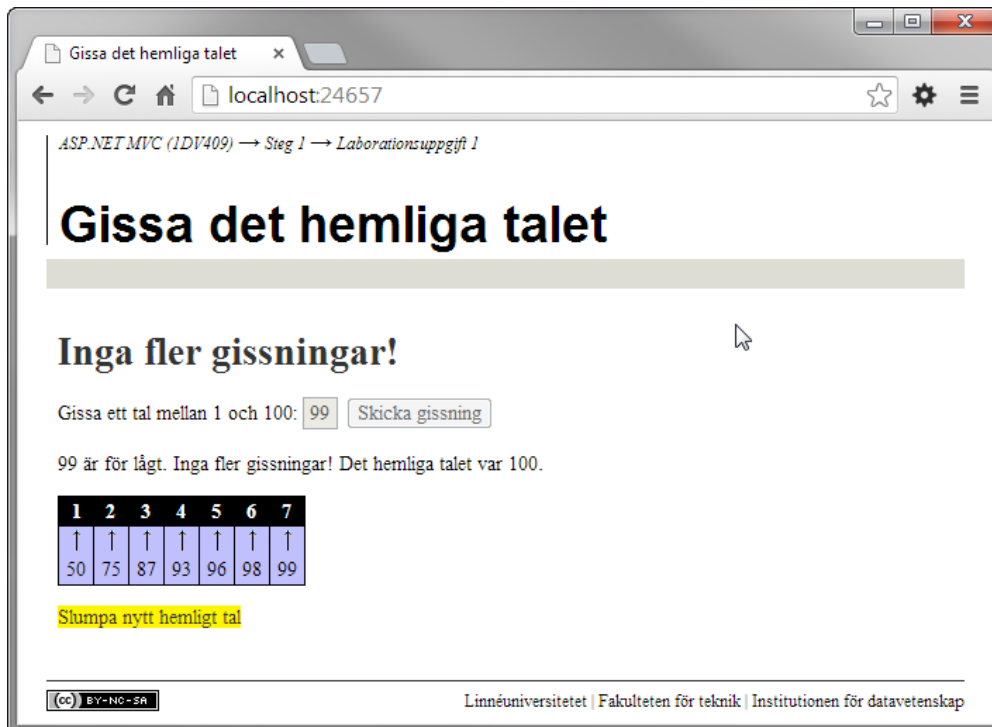 Gissa det hemliga talet
localhost:24657
ASP.NET MVC (1DV409) → Steg 1 → Laborationsuppgift 1
Gissa det hemliga talet
Inga fler gissningar!
Gissa ett tal mellan 1 och 100: 99 Skicka gissning
99 är för lågt. Inga fler gissningar! Det hemliga talet var 100.
1 2 3 4 5 6 7
↑ ↑ ↑ ↑ ↑ ↑ ↑
50 75 87 93 96 98 99
Slumpa nytt hemligt tal
(cc) BY-NC-SA Linnéuniversitetet | Fakulteten för teknik | Institutionen för datavetenskap